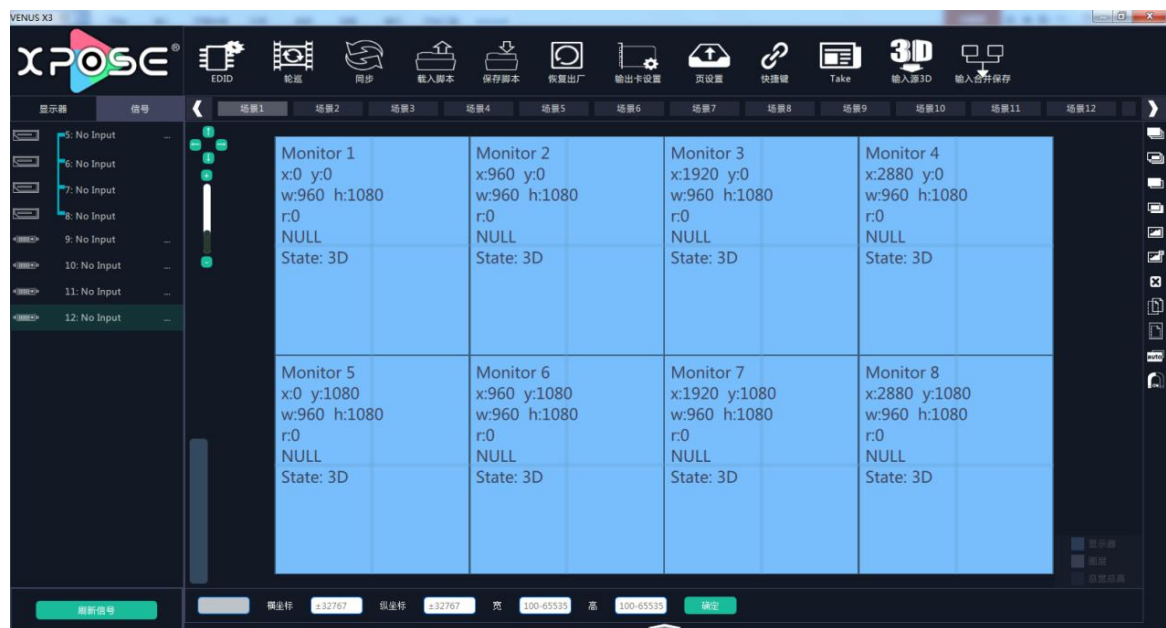 VENUS X3
XPOSE®
EDID
轮巡
同步
载入脚本
保存脚本
恢复出厂
输出卡设置
页设置
快捷键
Take
3D
输入源3D
输入合并保存
显示器 信号
场景1 场景2 场景3 场景4 场景5 场景6 场景7 场景8 场景9 场景10 场景11 场景12
5: No Input ...
6: No Input
7: No Input
8: No Input
9: No Input ...
10: No Input ...
11: No Input ...
12: No Input ...
Monitor 1
x:0 y:0
w:960 h:1080
r:0
NULL
State: 3D
Monitor 2
x:960 y:0
w:960 h:1080
r:0
NULL
State: 3D
Monitor 3
x:1920 y:0
w:960 h:1080
r:0
NULL
State: 3D
Monitor 4
x:2880 y:0
w:960 h:1080
r:0
NULL
State: 3D
Monitor 5
x:0 y:1080
w:960 h:1080
r:0
NULL
State: 3D
Monitor 6
x:960 y:1080
w:960 h:1080
r:0
NULL
State: 3D
Monitor 7
x:1920 y:1080
w:960 h:1080
r:0
NULL
State: 3D
Monitor 8
x:2880 y:1080
w:960 h:1080
r:0
NULL
State: 3D
auto
显示器
图层
刷新信号
横坐标 ±32767 纵坐标 ±32767 宽 100-65535 高 100-65535 确定